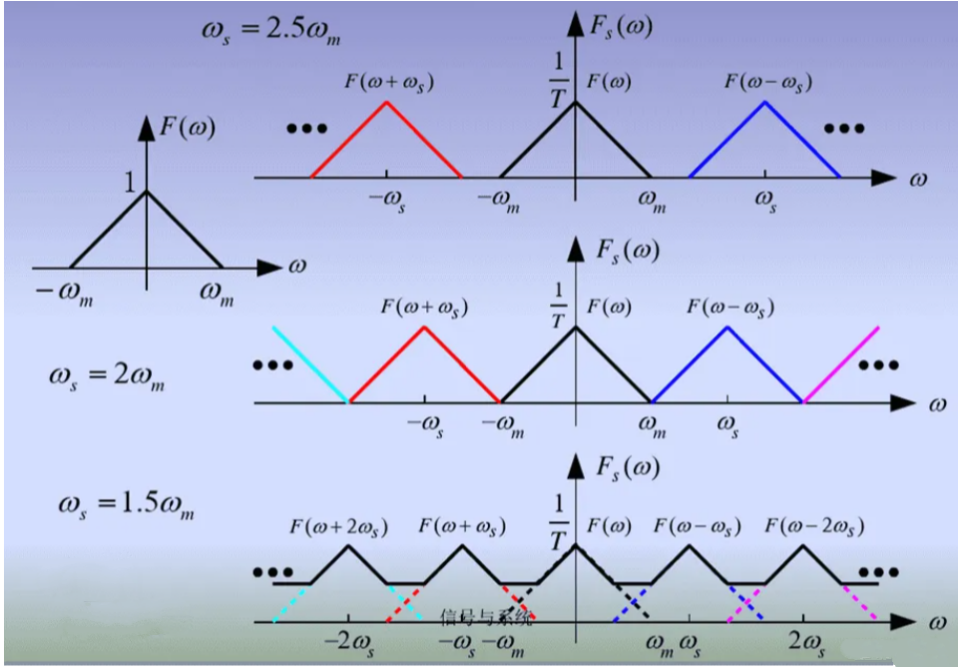 ωₛ = 2.5ωₘ
Fₛ(ω)
1/T
F(ω+ωₛ) F(ω) F(ω−ωₛ)
••• •••
−ωₛ −ωₘ ωₘ ωₛ ω
F(ω)
1
−ωₘ ωₘ ω
ωₛ = 2ωₘ
Fₛ(ω)
1/T
F(ω+ωₛ) F(ω) F(ω−ωₛ)
••• •••
−ωₛ −ωₘ ωₘ ωₛ ω
ωₛ = 1.5ωₘ
Fₛ(ω)
1/T
F(ω+2ωₛ) F(ω+ωₛ) F(ω) F(ω−ωₛ) F(ω−2ωₛ)
••• •••
信号与系统
−2ωₛ −ωₛ −ωₘ ωₘ ωₛ 2ωₛ ω